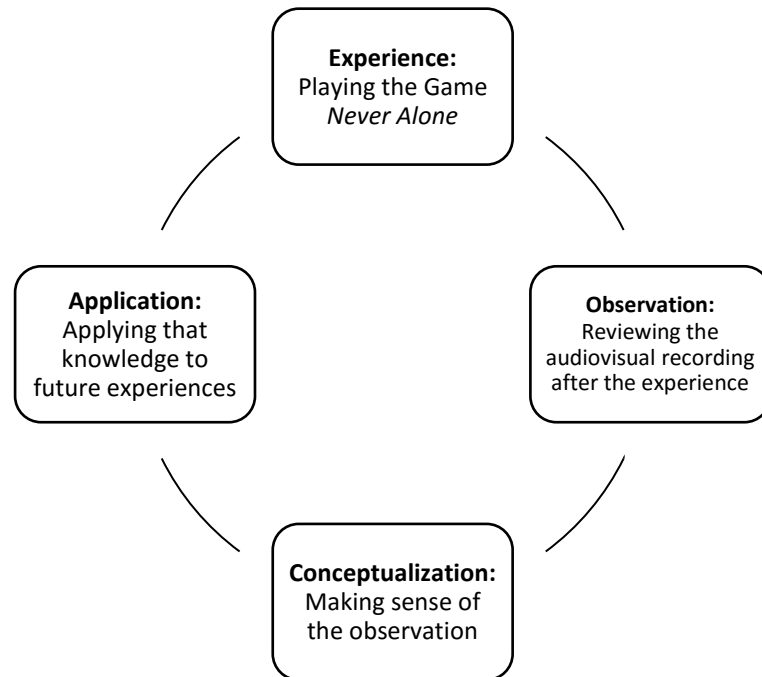 Experience:
Playing the Game
Never Alone
Application:
Applying that
knowledge to
future experiences
Observation:
Reviewing the
audiovisual recording
after the experience
Conceptualization:
Making sense of
the observation